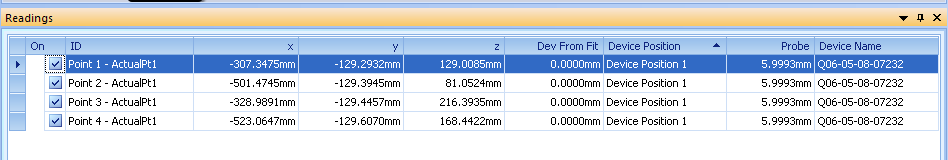 Readings
On ID x y z Dev From Fit Device Position Probe Device Name
Point 1 - ActualPt1 -307.3475mm -129.2932mm 129.0085mm 0.0000mm Device Position 1 5.9993mm Q06-05-08-07232
Point 2 - ActualPt1 -501.4745mm -129.3945mm 81.0524mm 0.0000mm Device Position 1 5.9993mm Q06-05-08-07232
Point 3 - ActualPt1 -328.9891mm -129.4457mm 216.3935mm 0.0000mm Device Position 1 5.9993mm Q06-05-08-07232
Point 4 - ActualPt1 -523.0647mm -129.6070mm 168.4422mm 0.0000mm Device Position 1 5.9993mm Q06-05-08-07232